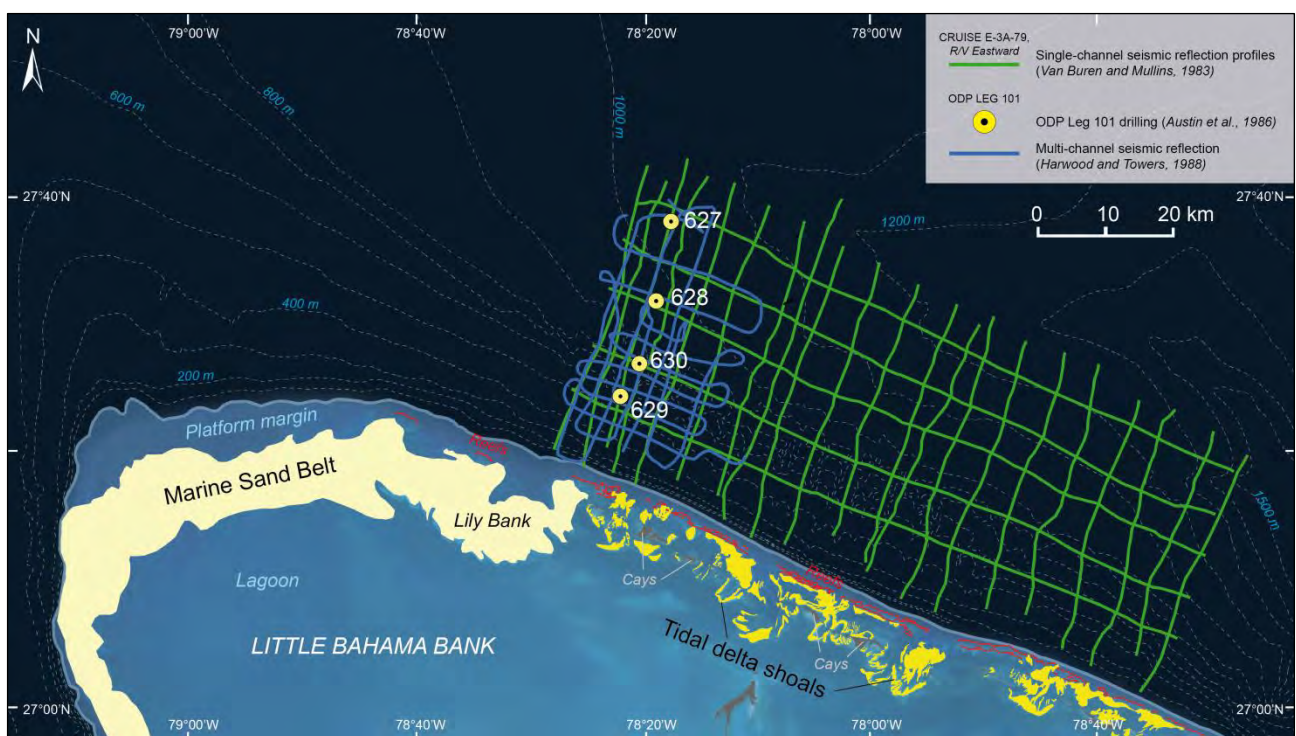 79°00'W
78°40'W
78°20'W
78°00'W
78°40'W
N
CRUISE E-3A-79,
R/V Eastward
Single-channel seismic reflection profiles
(Van Buren and Mullins, 1983)
ODP LEG 101
ODP Leg 101 drilling (Austin et al., 1986)
Multi-channel seismic reflection
(Harwood and Towers, 1988)
600 m
800 m
1000 m
27°40'N
27°40'N
0 10 20 km
1200 m
627
628
400 m
630
200 m
629
Platform margin
Reefs
Marine Sand Belt
Lily Bank
1500 m
Lagoon
Cays
Reefs
LITTLE BAHAMA BANK
Tidal delta shoals
Cays
27°00'N
27°00'N
79°00'W
78°40'W
78°20'W
78°00'W
78°40'W